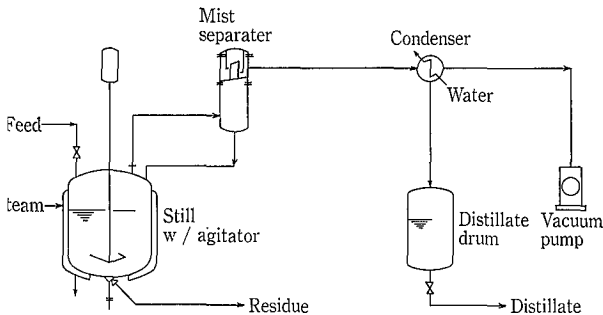 Mist
separater
Condenser
Water
Feed
team
Still
w / agitator
Distillate
drum
Vacuum
pump
Residue
Distillate